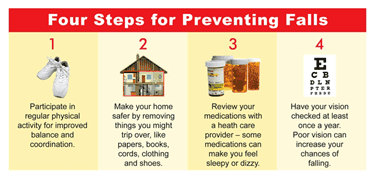 Four Steps for Preventing Falls
1
Participate in
regular physical
activity for improved
balance and
coordination.
2
Make your home
safer by removing
things you might
trip over, like
papers, books,
cords, clothing
and shoes.
3
Review your
medications with
a heath care
provider – some
medications can
make you feel
sleepy or dizzy.
4
E
C B
D L N
P T E R
Have your vision
checked at least
once a year.
Poor vision can
increase your
chances of
falling.